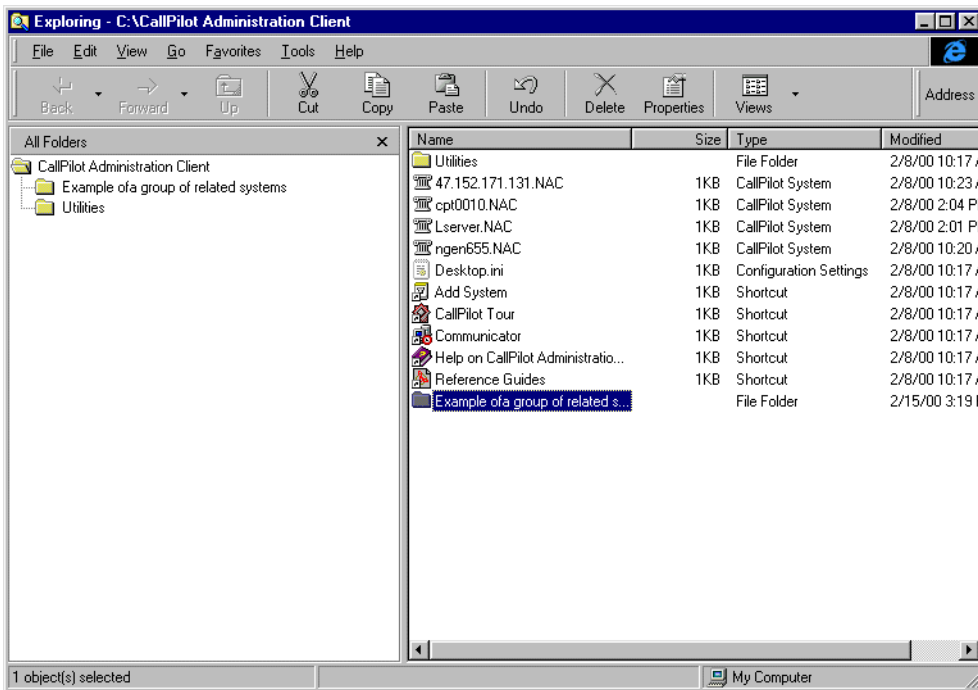 Exploring - C:\CallPilot Administration Client
File Edit View Go Favorites Tools Help
Back Forward Up Cut Copy Paste Undo Delete Properties Views Address
All Folders
CallPilot Administration Client
Example ofa group of related systems
Utilities
Name Size Type Modified
Utilities File Folder 2/8/00 10:17
47.152.171.131.NAC 1KB CallPilot System 2/8/00 10:23
cpt0010.NAC 1KB CallPilot System 2/8/00 2:04 P
Lserver.NAC 1KB CallPilot System 2/8/00 2:01 P
ngen655.NAC 1KB CallPilot System 2/8/00 10:20
Desktop.ini 1KB Configuration Settings 2/8/00 10:17
Add System 1KB Shortcut 2/8/00 10:17
CallPilot Tour 1KB Shortcut 2/8/00 10:17
Communicator 1KB Shortcut 2/8/00 10:17
Help on CallPilot Administratio... 1KB Shortcut 2/8/00 10:17
Reference Guides 1KB Shortcut 2/8/00 10:17
Example ofa group of related s... File Folder 2/15/00 3:19
1 object(s) selected
My Computer